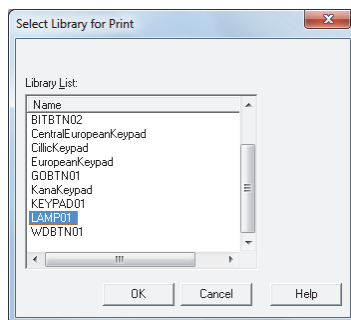 Select Library for Print
Library List:
Name
BITBTN02
CentralEuropeanKeypad
CillicKeypad
EuropeanKeypad
GOBTN01
KanaKeypad
KEYPAD01
LAMP01
WDBTN01
OK Cancel Help